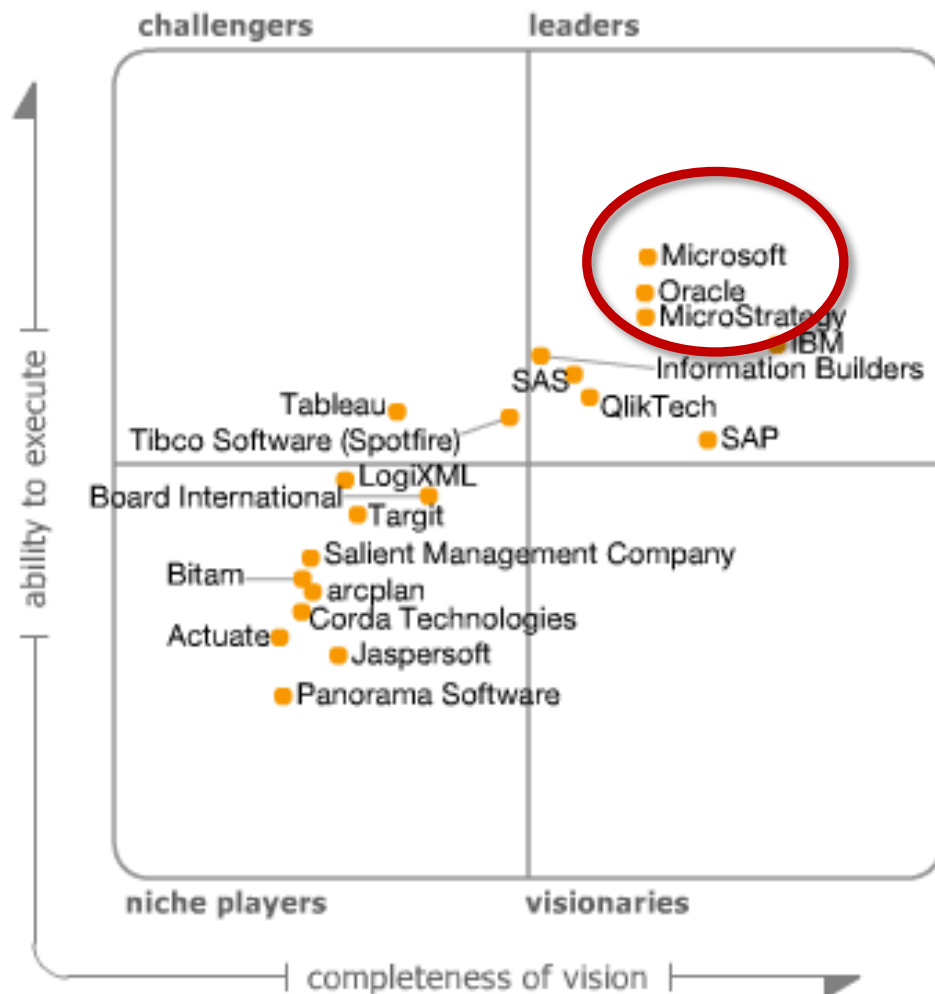 challengers
leaders
Microsoft
Oracle
MicroStrategy
IBM
Information Builders
SAS
QlikTech
Tableau
Tibco Software (Spotfire)
SAP
LogiXML
Board International
Targit
Salient Management Company
Bitam
arcplan
Corda Technologies
Actuate
Jaspersoft
Panorama Software
ability to execute
niche players
visionaries
completeness of vision